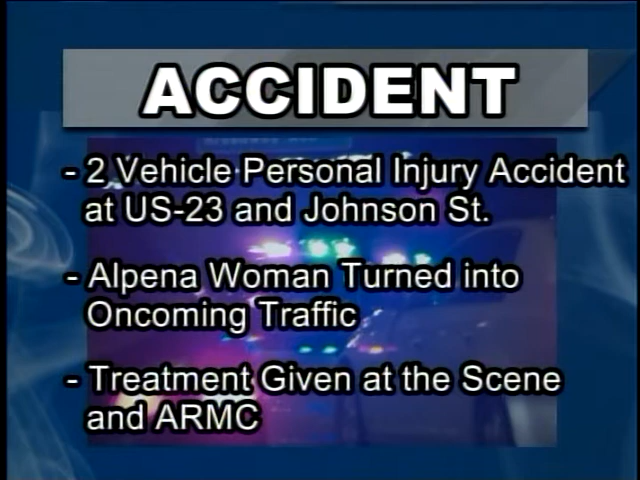 ACCIDENT
- 2 Vehicle Personal Injury Accident
at US-23 and Johnson St.
- Alpena Woman Turned into
Oncoming Traffic
- Treatment Given at the Scene
and ARMC